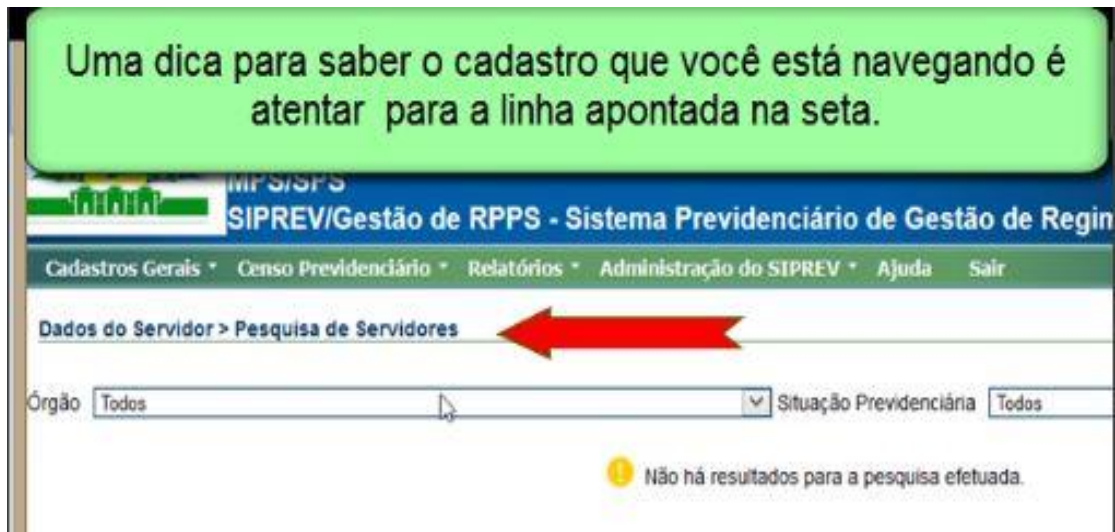 Uma dica para saber o cadastro que você está navegando é
atentar para a linha apontada na seta.
MPS/SPS
SIPREV/Gestão de RPPS - Sistema Previdenciário de Gestão de Regin
Cadastros Gerais Censo Previdenciário Relatórios Administração do SIPREV Ajuda Sair
Dados do Servidor > Pesquisa de Servidores
Órgão Todos Situação Previdenciária Todos
Não há resultados para a pesquisa efetuada.